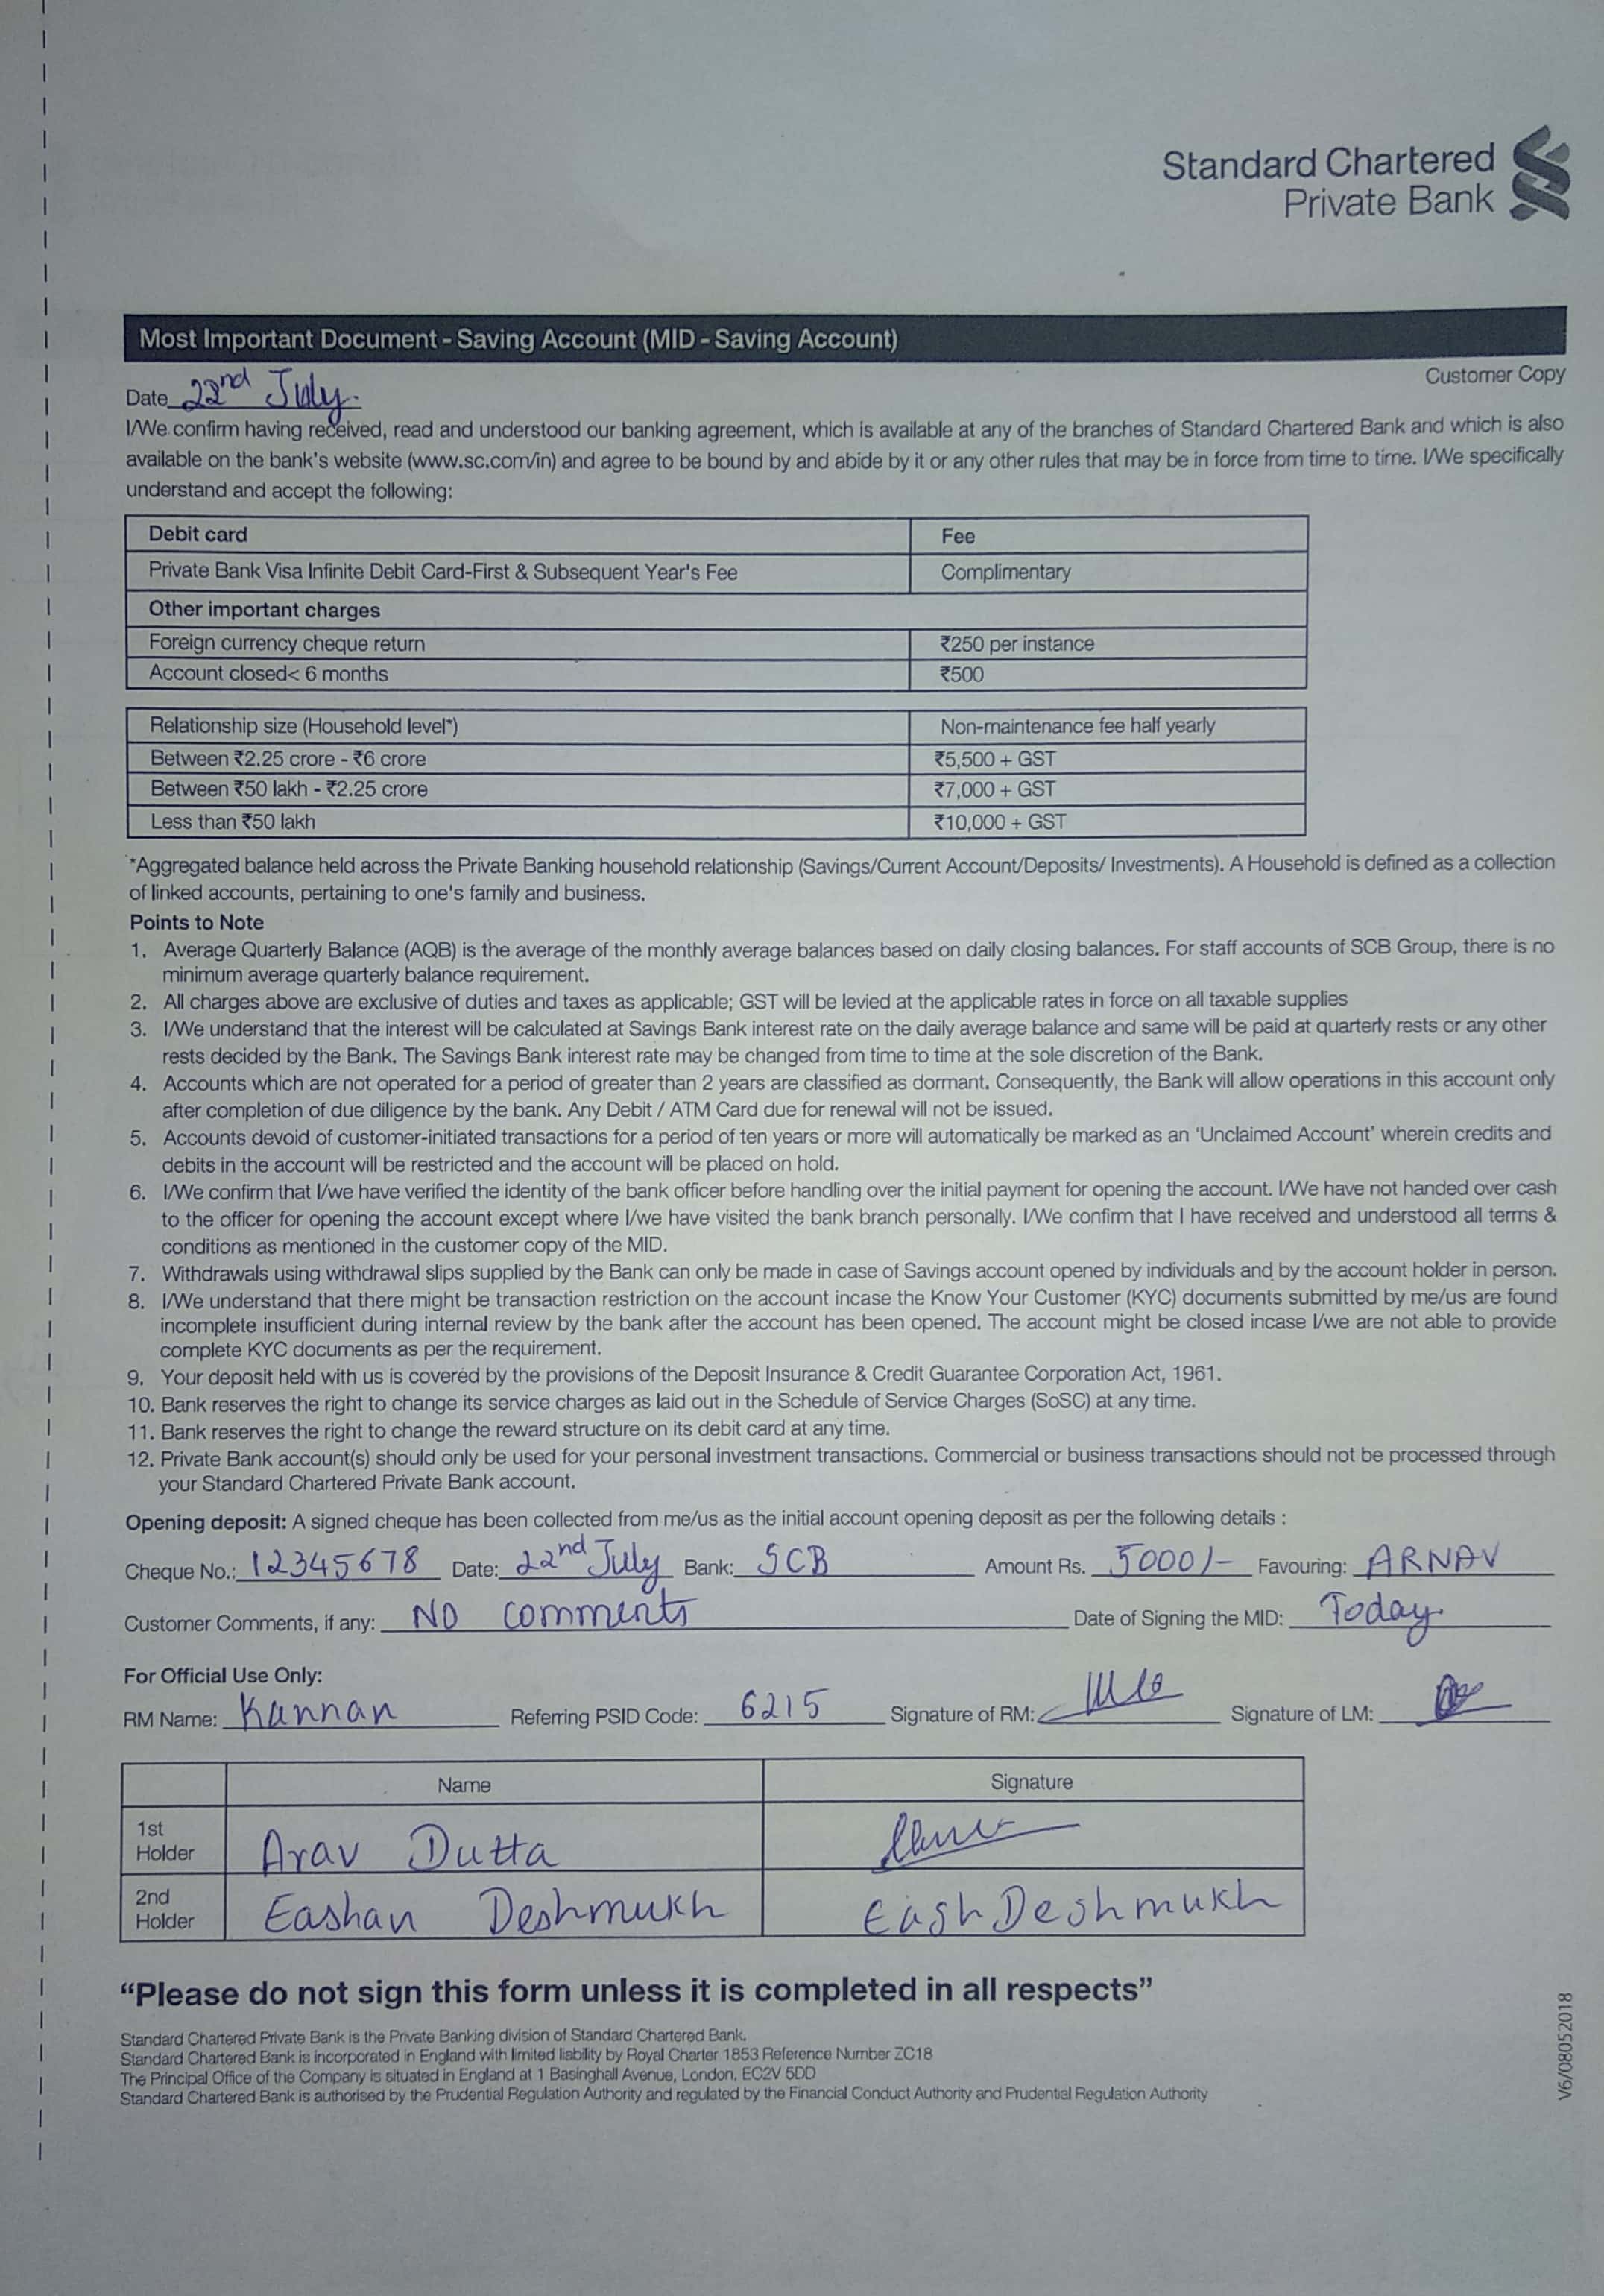 Standard Chartered
Private Bank
Most Important Document - Saving Account (MID - Saving Account)
Customer Copy
Date 22nd July.
I/We confirm having received, read and understood our banking agreement, which is available at any of the branches of Standard Chartered Bank and which is also
available on the bank's website (www.sc.com/in) and agree to be bound by and abide by it or any other rules that may be in force from time to time. I/We specifically
understand and accept the following:
Debit card Fee
Private Bank Visa Infinite Debit Card-First & Subsequent Year's Fee Complimentary
Other important charges
Foreign currency cheque return ₹250 per instance
Account closed< 6 months ₹500
Relationship size (Household level*) Non-maintenance fee half yearly
Between ₹2.25 crore - ₹6 crore ₹5,500 + GST
Between ₹50 lakh - ₹2.25 crore ₹7,000 + GST
Less than ₹50 lakh ₹10,000 + GST
*Aggregated balance held across the Private Banking household relationship (Savings/Current Account/Deposits/ Investments). A Household is defined as a collection
of linked accounts, pertaining to one's family and business.
Points to Note
1. Average Quarterly Balance (AQB) is the average of the monthly average balances based on daily closing balances. For staff accounts of SCB Group, there is no
minimum average quarterly balance requirement.
2. All charges above are exclusive of duties and taxes as applicable; GST will be levied at the applicable rates in force on all taxable supplies
3. I/We understand that the interest will be calculated at Savings Bank interest rate on the daily average balance and same will be paid at quarterly rests or any other
rests decided by the Bank. The Savings Bank interest rate may be changed from time to time at the sole discretion of the Bank.
4. Accounts which are not operated for a period of greater than 2 years are classified as dormant. Consequently, the Bank will allow operations in this account only
after completion of due diligence by the bank. Any Debit / ATM Card due for renewal will not be issued.
5. Accounts devoid of customer-initiated transactions for a period of ten years or more will automatically be marked as an 'Unclaimed Account' wherein credits and
debits in the account will be restricted and the account will be placed on hold.
6. I/We confirm that I/we have verified the identity of the bank officer before handling over the initial payment for opening the account. I/We have not handed over cash
to the officer for opening the account except where I/we have visited the bank branch personally. I/We confirm that I have received and understood all terms &
conditions as mentioned in the customer copy of the MID.
7. Withdrawals using withdrawal slips supplied by the Bank can only be made in case of Savings account opened by individuals and by the account holder in person.
8. I/We understand that there might be transaction restriction on the account incase the Know Your Customer (KYC) documents submitted by me/us are found
incomplete insufficient during internal review by the bank after the account has been opened. The account might be closed incase I/we are not able to provide
complete KYC documents as per the requirement.
9. Your deposit held with us is covered by the provisions of the Deposit Insurance & Credit Guarantee Corporation Act, 1961.
10. Bank reserves the right to change its service charges as laid out in the Schedule of Service Charges (SoSC) at any time.
11. Bank reserves the right to change the reward structure on its debit card at any time.
12. Private Bank account(s) should only be used for your personal investment transactions. Commercial or business transactions should not be processed through
your Standard Chartered Private Bank account.
Opening deposit: A signed cheque has been collected from me/us as the initial account opening deposit as per the following details :
Cheque No.: 12345678 Date: 22nd July Bank: SCB Amount Rs. 5000/- Favouring: ARNAV
Customer Comments, if any: NO comments Date of Signing the MID: Today
For Official Use Only:
RM Name: Kannan Referring PSID Code: 6215 Signature of RM: Signature of LM:
Name Signature
1st Holder Arav Dutta
2nd Holder Eashan Deshmukh EashDeshmukh
"Please do not sign this form unless it is completed in all respects"
Standard Chartered Private Bank is the Private Banking division of Standard Chartered Bank.
Standard Chartered Bank is incorporated in England with limited liability by Royal Charter 1853 Reference Number ZC18
The Principal Office of the Company is situated in England at 1 Basinghall Avenue, London, EC2V 5DD
Standard Chartered Bank is authorised by the Prudential Regulation Authority and regulated by the Financial Conduct Authority and Prudential Regulation Authority
V6/08052018